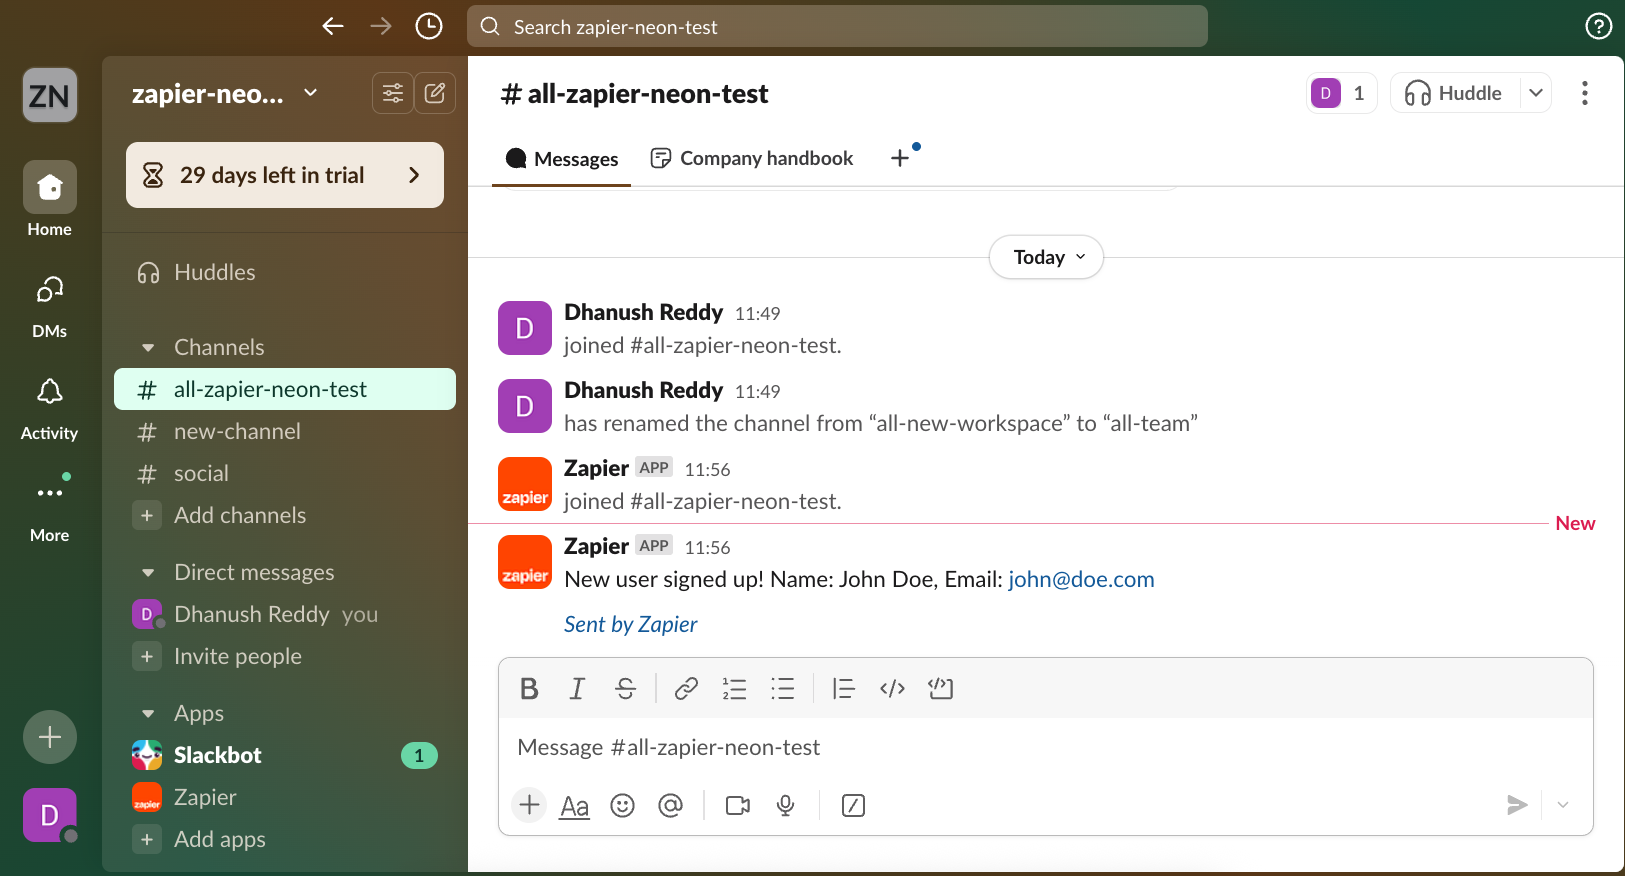 Search zapier-neon-test
ZN
zapier-neo...
29 days left in trial
Home
DMs
Activity
More
D
Huddles
Channels
# all-zapier-neon-test
# new-channel
# social
+ Add channels
Direct messages
D Dhanush Reddy you
+ Invite people
Apps
Slackbot 1
zapier Zapier
+ Add apps
# all-zapier-neon-test
D 1
Huddle
Messages
Company handbook
+
Today
D
Dhanush Reddy 11:49
joined #all-zapier-neon-test.
D
Dhanush Reddy 11:49
has renamed the channel from “all-new-workspace” to “all-team”
zapier
Zapier APP 11:56
joined #all-zapier-neon-test.
New
zapier
Zapier APP 11:56
New user signed up! Name: John Doe, Email: john@doe.com
Sent by Zapier
B I S
Message #all-zapier-neon-test
+ Aa @